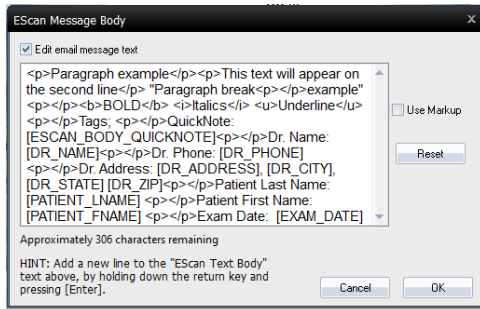 EScan Message Body
x
Edit email message text
<p>Paragraph example</p><p>This text will appear on
the second line</p> "Paragraph break<p></p>example"
<p></p><b>BOLD</b> <i>Italics</i> <u>Underline</u>
<p></p>Tags; <p></p>QuickNote:
[ESCAN_BODY_QUICKNOTE]<p></p>Dr. Name:
[DR_NAME]<p></p>Dr. Phone: [DR_PHONE]
<p></p>Dr. Address: [DR_ADDRESS], [DR_CITY],
[DR_STATE] [DR_ZIP]<p></p>Patient Last Name:
[PATIENT_LNAME] <p></p>Patient First Name:
[PATIENT_FNAME] <p></p>Exam Date:  [EXAM_DATE]
Use Markup
Reset
Approximately 306 characters remaining
HINT: Add a new line to the "EScan Text Body"
text above, by holding down the return key and
pressing [Enter].
Cancel
OK